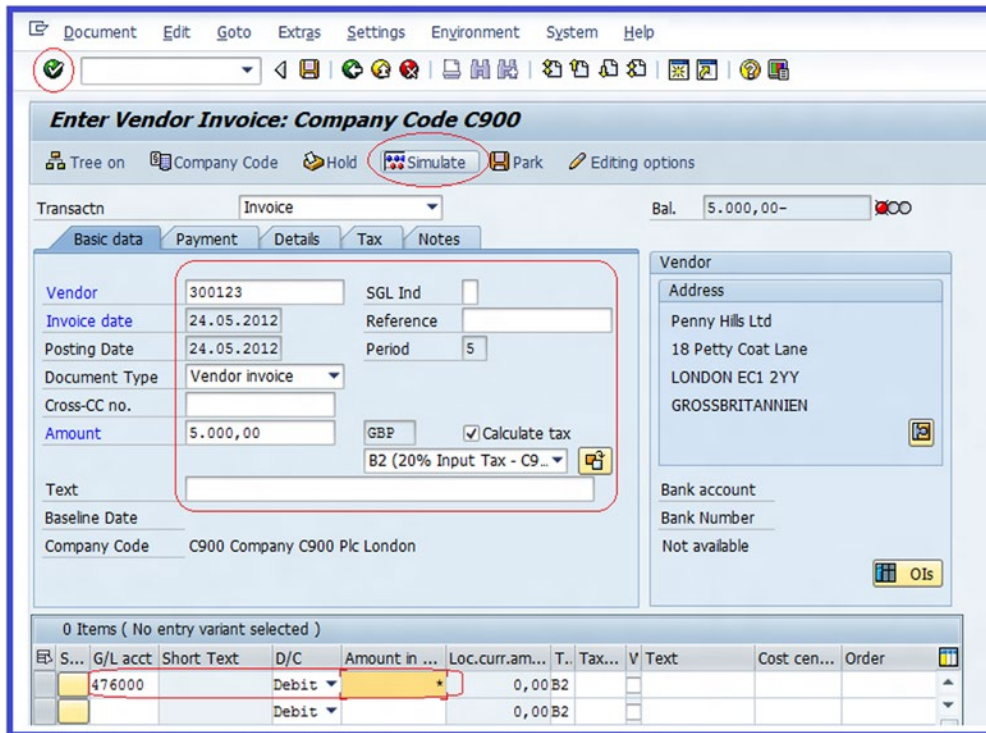 Document Edit Goto Extras Settings Environment System Help
Enter Vendor Invoice: Company Code C900
Tree on Company Code Hold Simulate Park Editing options
Transactn Invoice Bal. 5.000,00-
Basic data Payment Details Tax Notes
Vendor
Vendor 300123 SGL Ind Address
Invoice date 24.05.2012 Reference Penny Hills Ltd
Posting Date 24.05.2012 Period 5 18 Petty Coat Lane
Document Type Vendor invoice LONDON EC1 2YY
Cross-CC no. GROSSBRITANNIEN
Amount 5.000,00 GBP Calculate tax
B2 (20% Input Tax - C9...
Text Bank account
Baseline Date Bank Number
Company Code C900 Company C900 Plc London Not available
OIs
0 Items ( No entry variant selected )
S... G/L acct Short Text D/C Amount in ... Loc.curr.am... T.. Tax... V Text Cost cen... Order
476000 Debit * 0,00 B2
Debit 0,00 B2